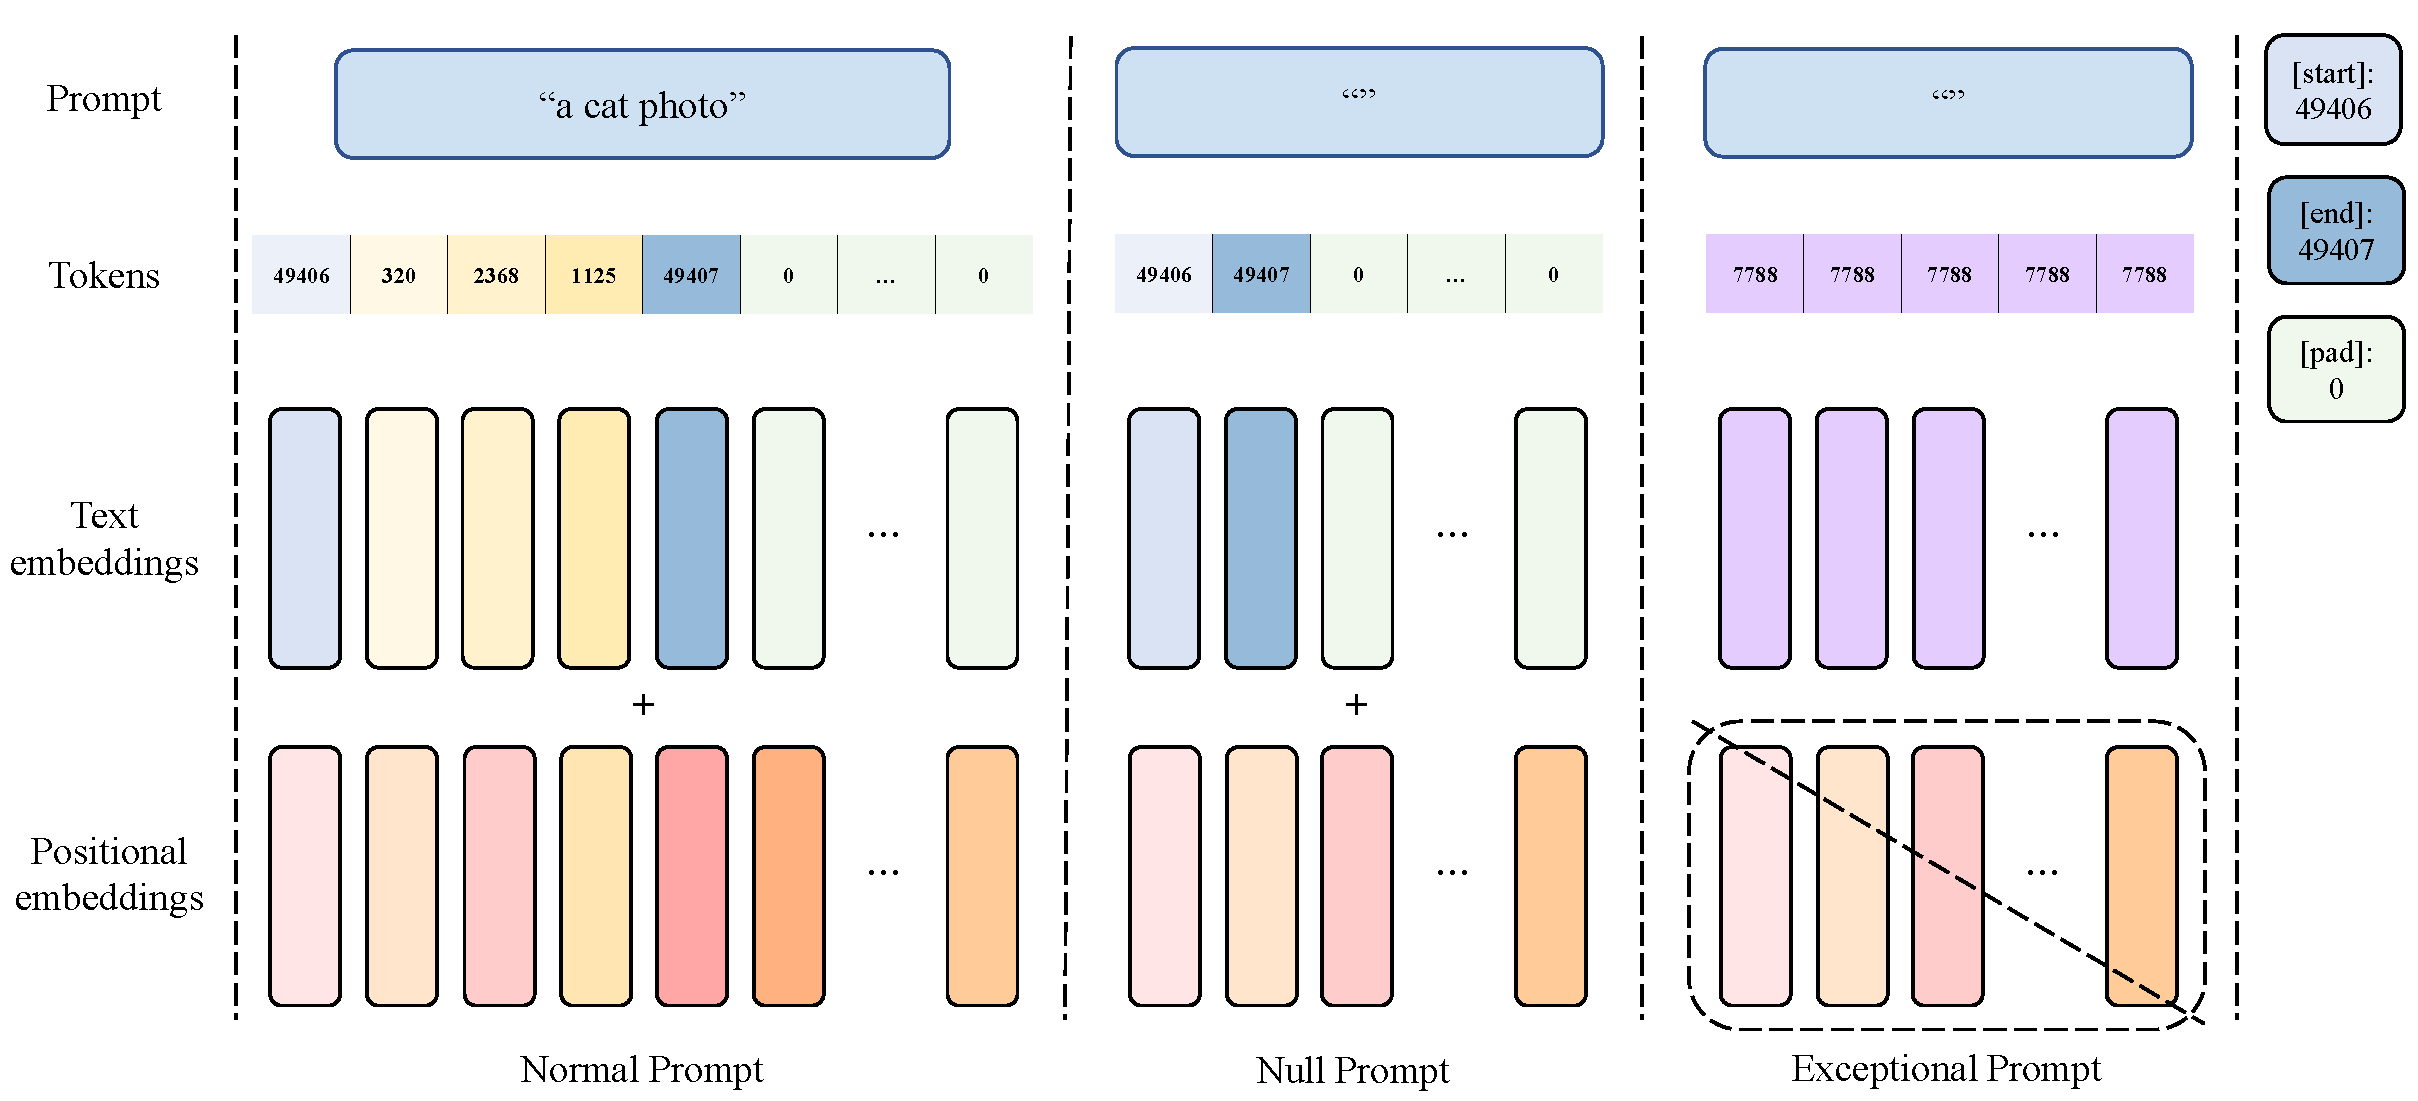 Prompt
“a cat photo”
“”
“”
[start]:
49406
[end]:
49407
[pad]:
0
Tokens
49406 320 2368 1125 49407 0 ... 0
49406 49407 0 ... 0
7788 7788 7788 7788 7788
Text
embeddings
... ... ...
+ +
Positional
embeddings
... ... ...
Normal Prompt
Null Prompt
Exceptional Prompt